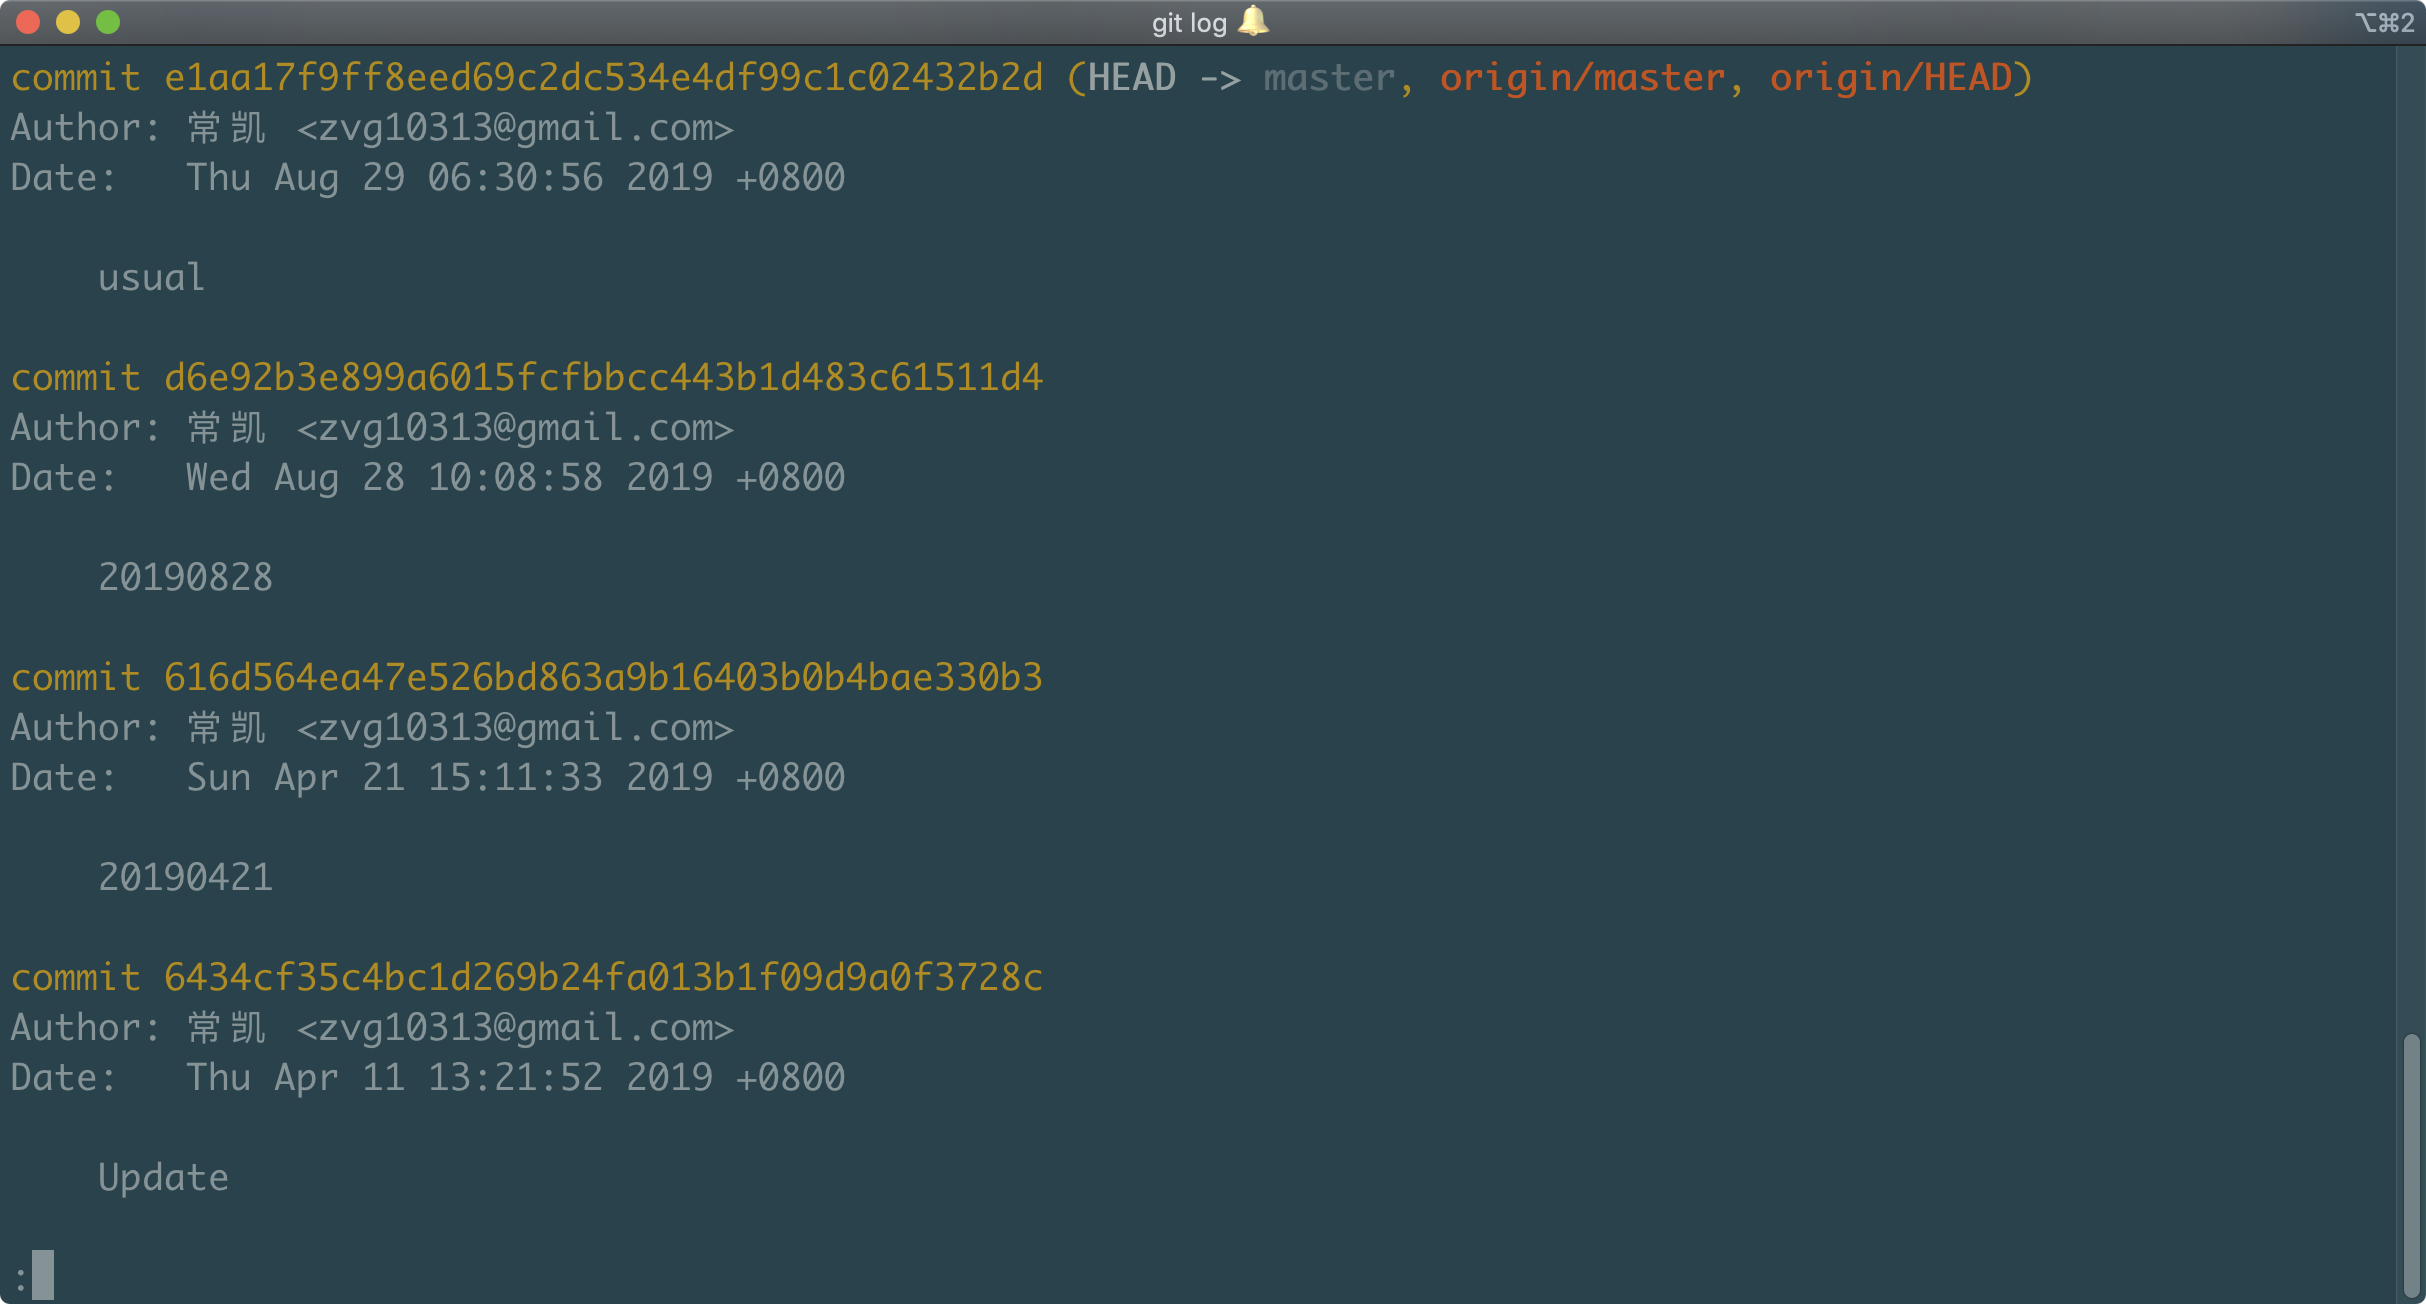 git log 🔔
⌥⌘2
commit e1aa17f9ff8eed69c2dc534e4df99c1c02432b2d (HEAD -> master, origin/master, origin/HEAD)
Author: 常凯 <zvg10313@gmail.com>
Date:   Thu Aug 29 06:30:56 2019 +0800
usual
commit d6e92b3e899a6015fcfbbcc443b1d483c61511d4
Author: 常凯 <zvg10313@gmail.com>
Date:   Wed Aug 28 10:08:58 2019 +0800
20190828
commit 616d564ea47e526bd863a9b16403b0b4bae330b3
Author: 常凯 <zvg10313@gmail.com>
Date:   Sun Apr 21 15:11:33 2019 +0800
20190421
commit 6434cf35c4bc1d269b24fa013b1f09d9a0f3728c
Author: 常凯 <zvg10313@gmail.com>
Date:   Thu Apr 11 13:21:52 2019 +0800
Update
: